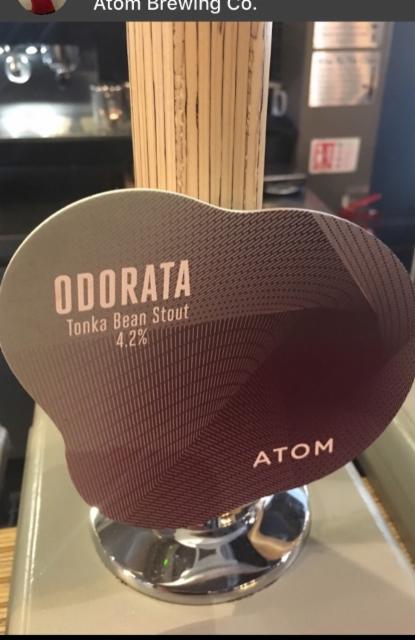 Atom Brewing Co.
ODORATA
Tonka Bean Stout
4.2%
ATOM